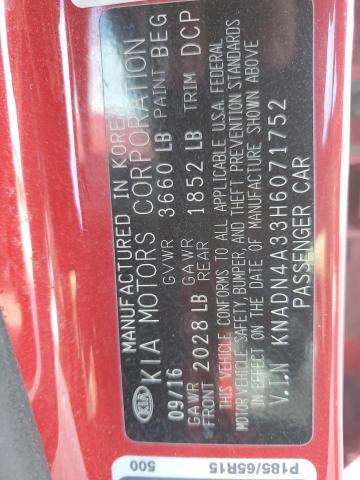 MANUFACTURED IN KOREA
KIA KIA MOTORS CORPORATION
09/16 GVWR 3660 LB PAINT BEG
GAWR FRONT 2028 LB GAWR REAR 1852 LB TRIM DCP
THIS VEHICLE CONFORMS TO ALL APPLICABLE U.S.A. FEDERAL
MOTOR VEHICLE SAFETY, BUMPER, AND THEFT PREVENTION STANDARDS
IN EFFECT ON THE DATE OF MANUFACTURE SHOWN ABOVE
V.I.N KNADN4A33H6071752
PASSENGER CAR
P185/65R15
500